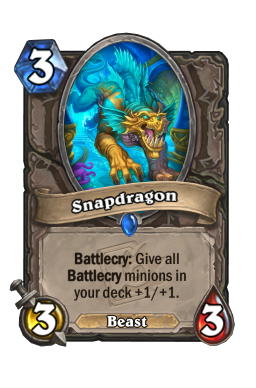 3
Snapdragon
Battlecry: Give all
Battlecry minions in
your deck +1/+1.
3
Beast
3